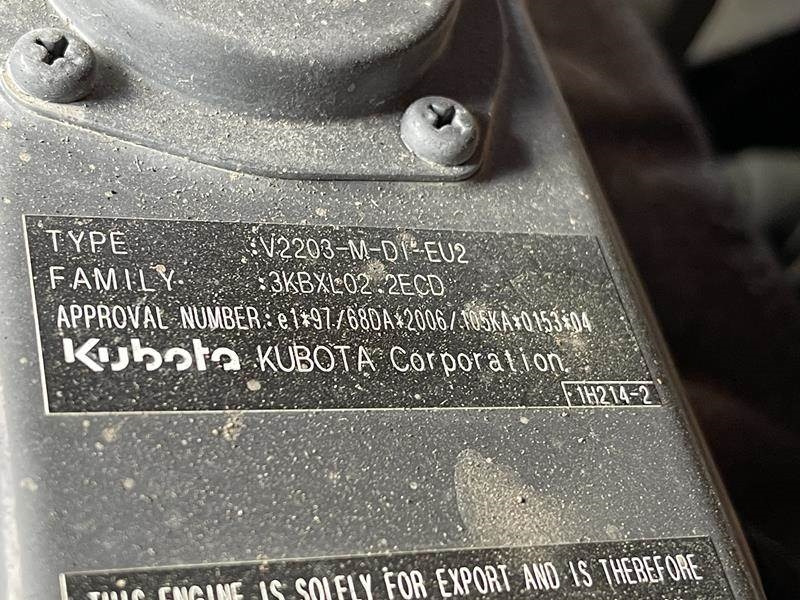 TYPE :V2203-M-DI-EU2
FAMILY :3KBXL02.2ECD
APPROVAL NUMBER:e1*97/68DA*2006/105KA*0153*04
Kubota KUBOTA Corporation
1H214-2
THIS ENGINE IS SOLELY FOR EXPORT AND IS THEREFORE